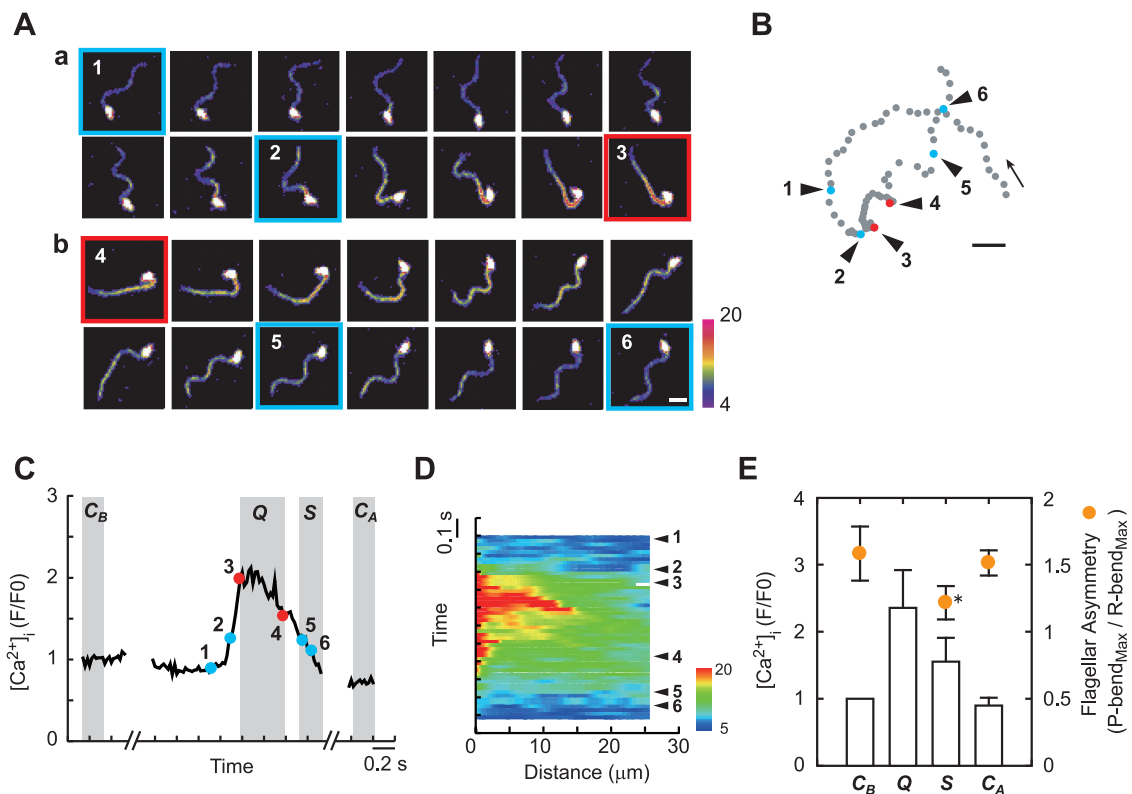 A
a
1
2
3
b
4
5
6
20
4
B
6
1
5
4
2
3
C
3
2
1
0
[Ca2+]i (F/F0)
CB
Q
S
CA
3
2
1
4
5
6
Time
0.2 s
D
0.1 s
Time
1
2
3
4
5
6
20
5
0
10
20
30
Distance (μm)
E
4
3
2
1
0
[Ca2+]i (F/F0)
*
2
1.5
1
0.5
0
Flagellar Asymmetry
(P-bendMax / R-bendMax)
CB
Q
S
CA